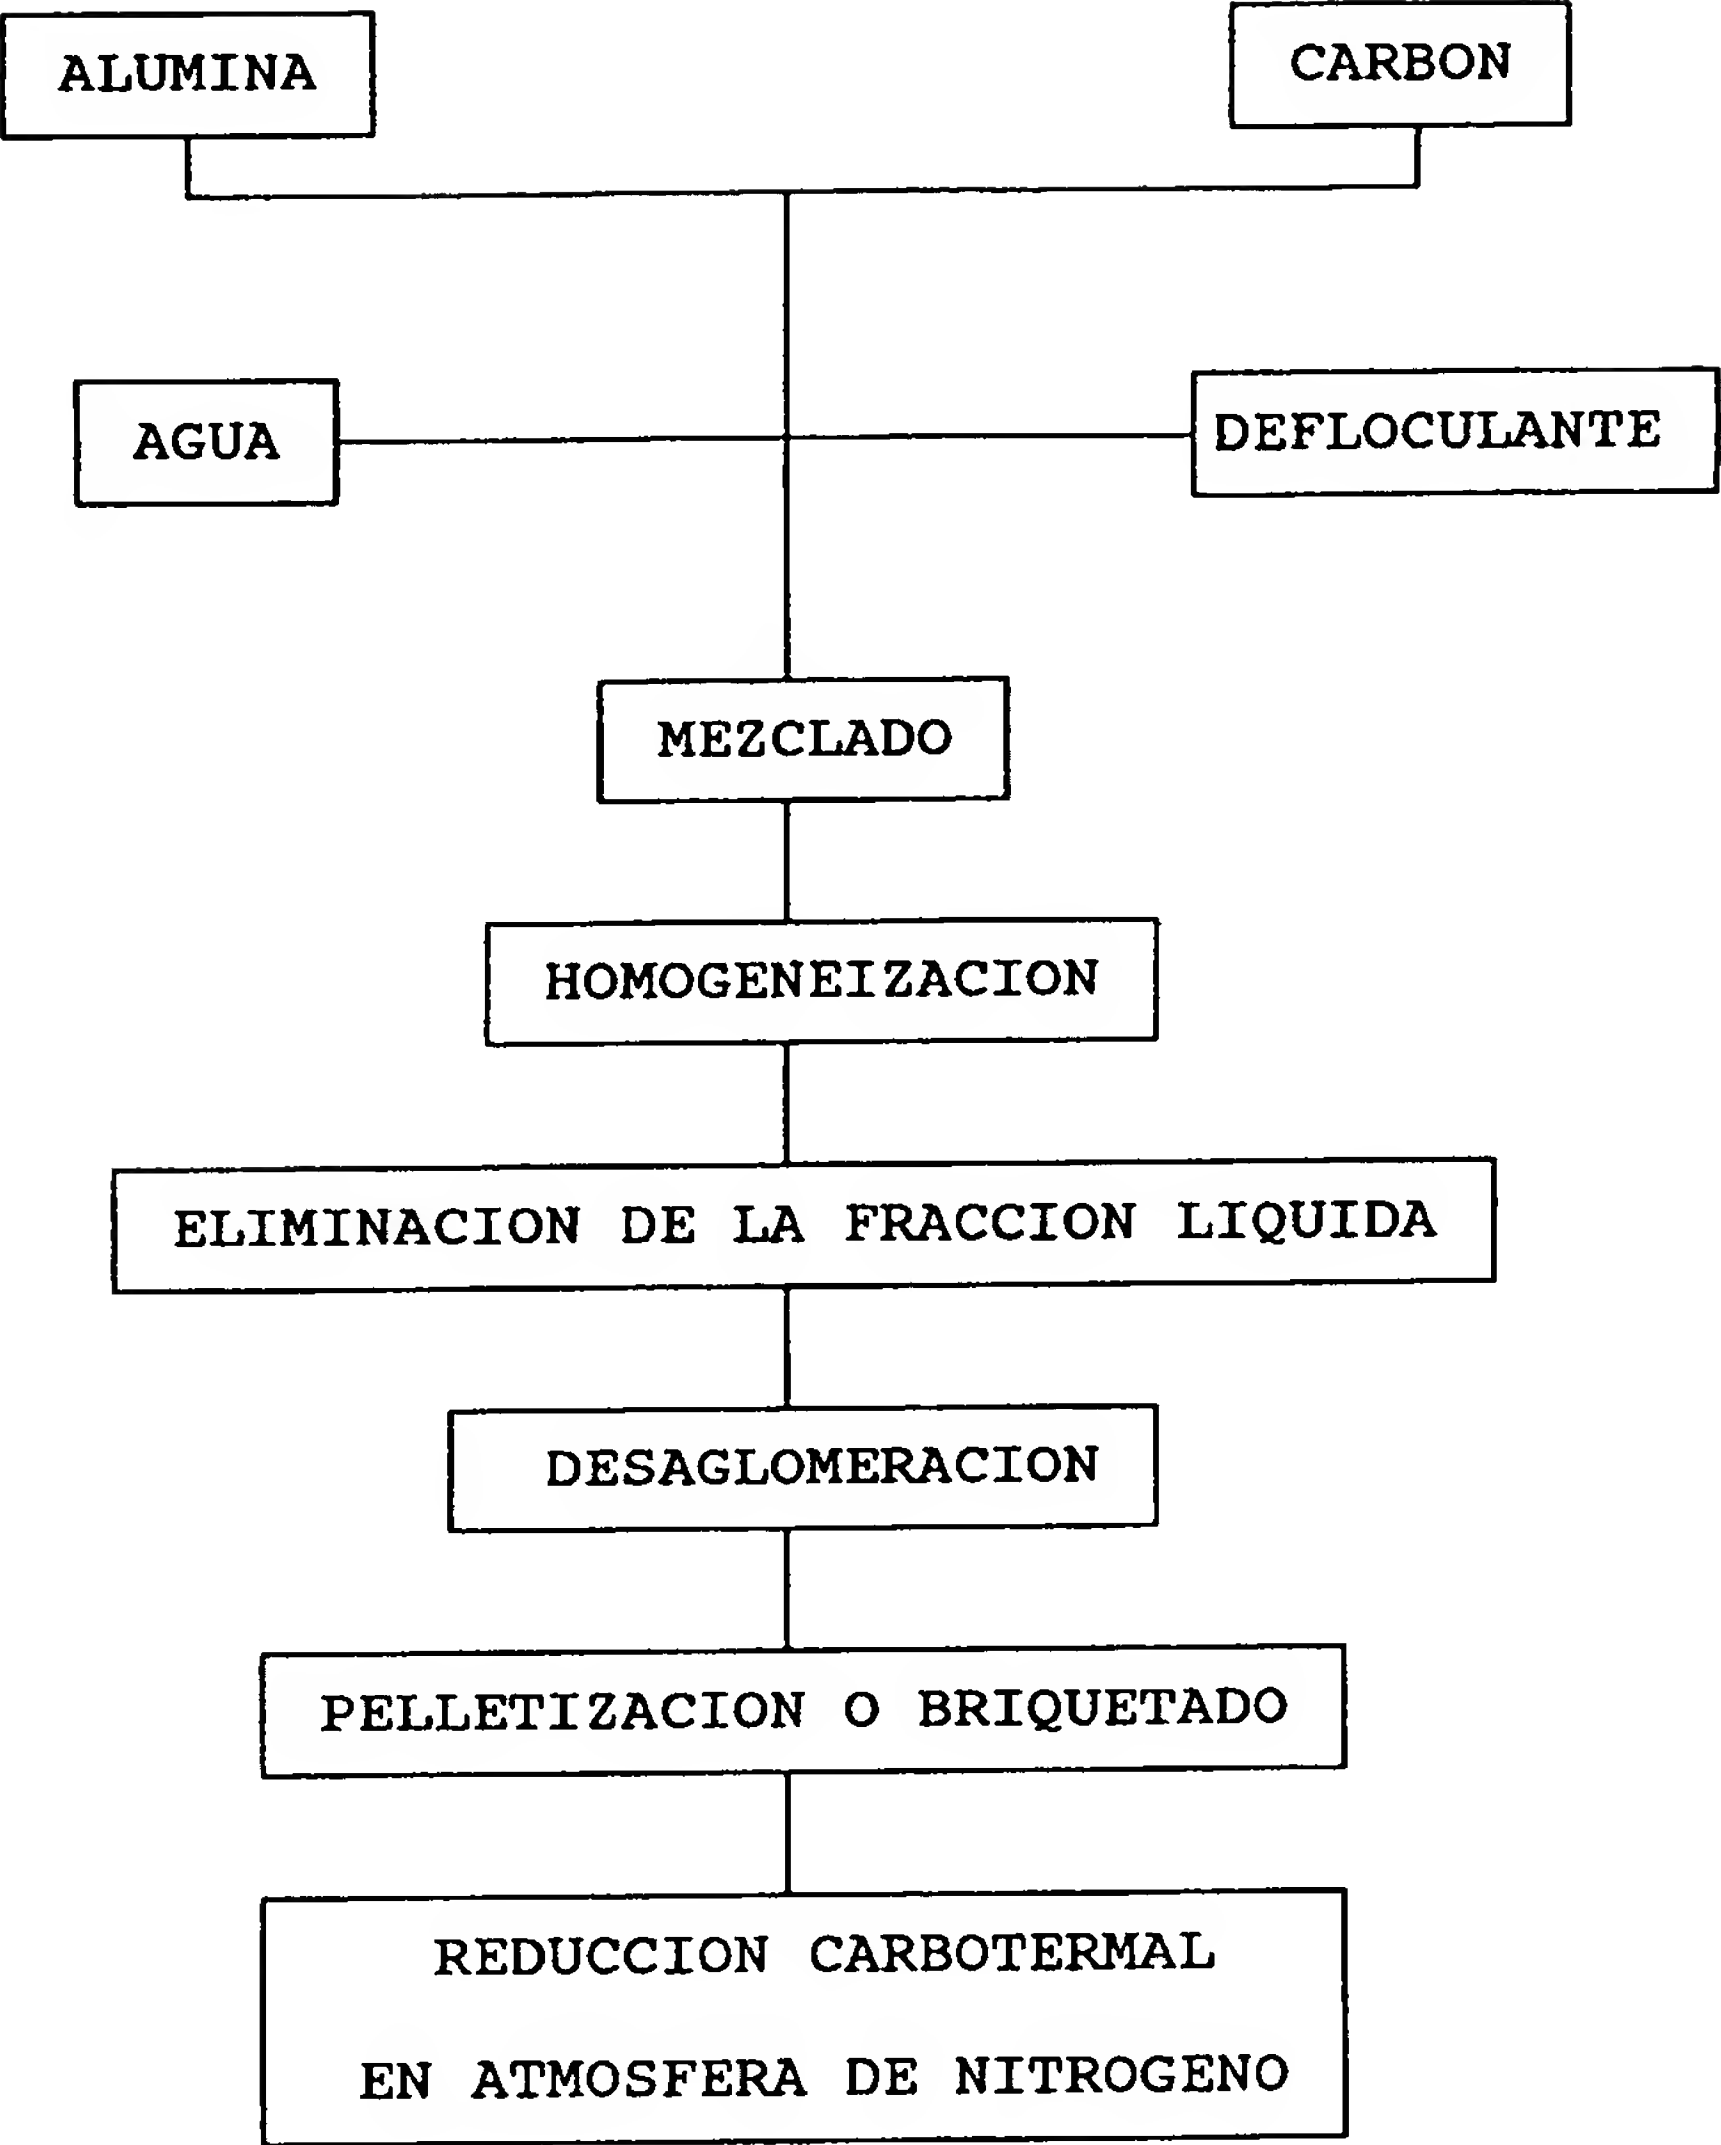 ALUMINA
CARBON
AGUA
DEFLOCULANTE
MEZCLADO
HOMOGENEIZACION
ELIMINACION DE LA FRACCION LIQUIDA
DESAGLOMERACION
PELLETIZACION O BRIQUETADO
REDUCCION CARBOTERMAL
EN ATMOSFERA DE NITROGENO